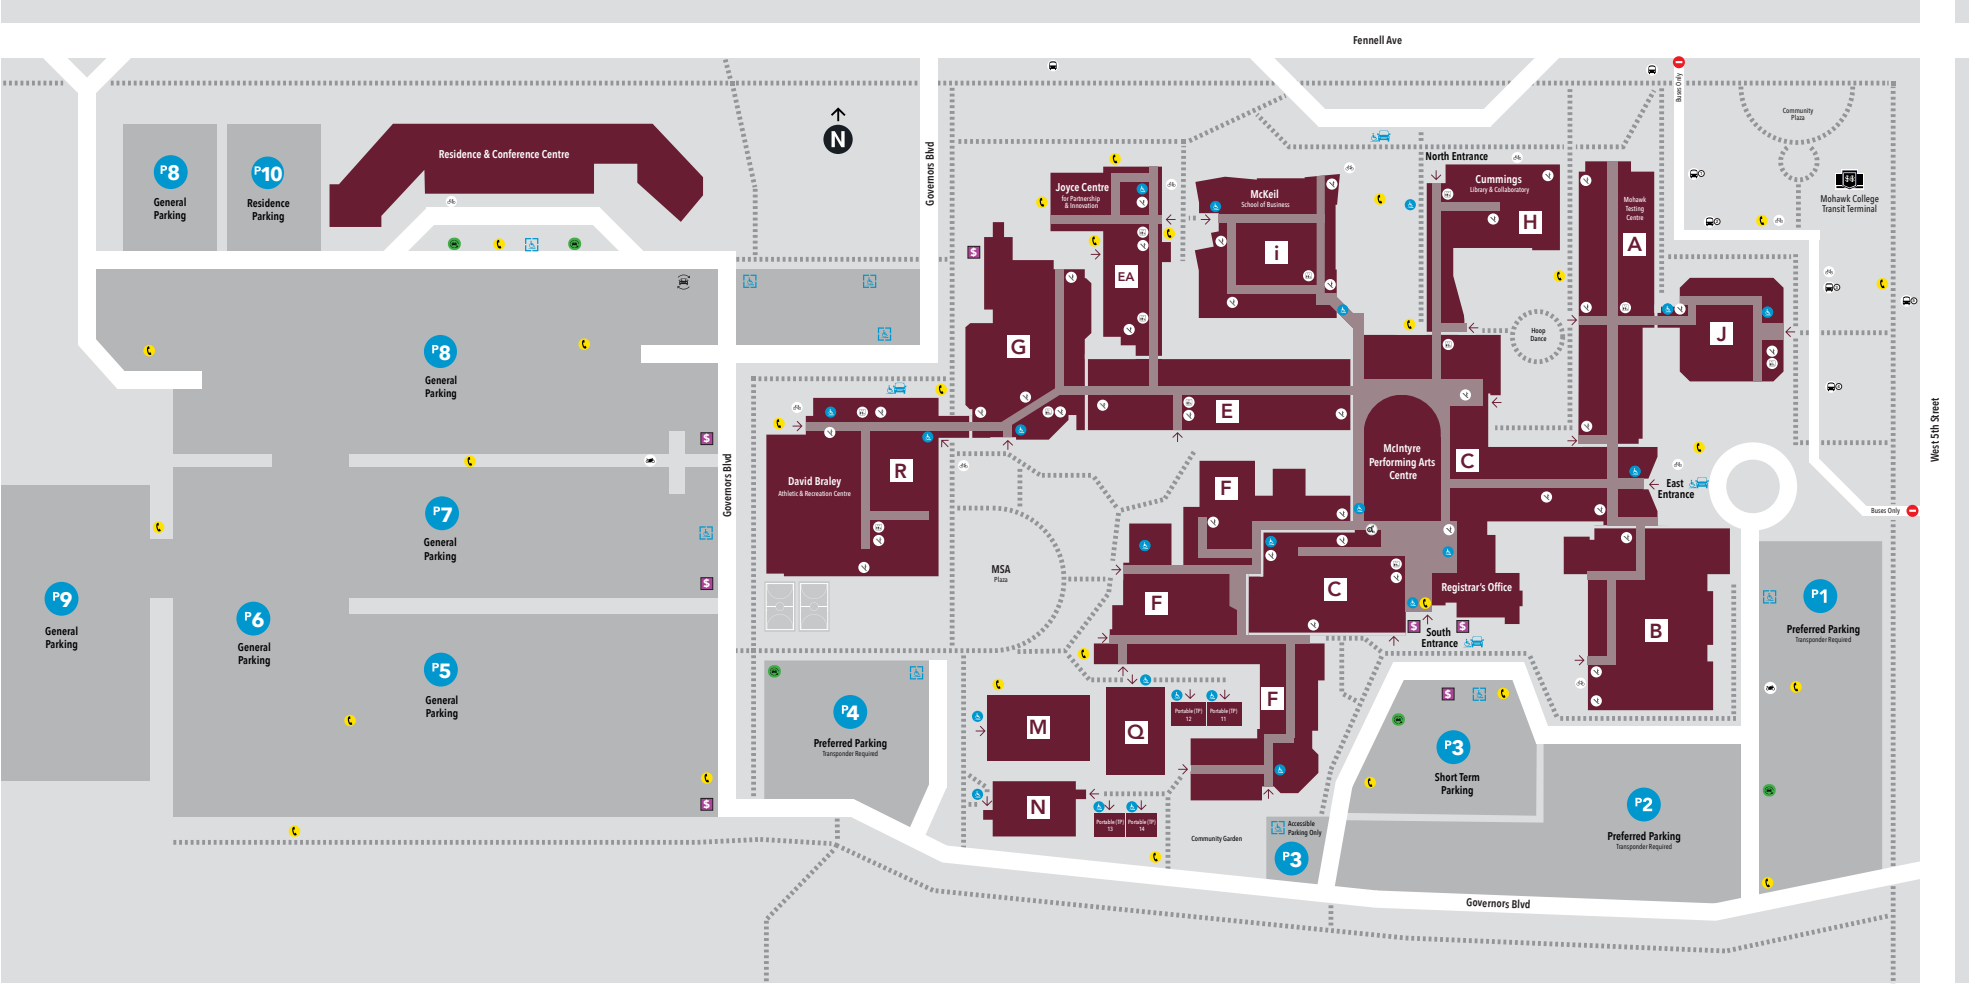 Fennell Ave
Buses Only
Community
Plaza
N
Governors Blvd
Residence & Conference Centre
P8
General
Parking
P10
Residence
Parking
North Entrance
Joyce Centre
for Partnership
& Innovation
McKeil
School of Business
Cummings
Library & Collaboratory
H
Mohawk
Testing
Centre
A
Mohawk College
Transit Terminal
i
EA
G
Hoop
Dance
J
P8
General
Parking
E
C
McIntyre
Performing Arts
Centre
West 5th Street
R
David Braley
Athletic & Recreation Centre
Governors Blvd
F
East
Entrance
Buses Only
P7
General
Parking
MSA
Plaza
P9
General
Parking
P6
General
Parking
F
C
Registrar's Office
B
P1
Preferred Parking
Transponder Required
South
Entrance
P5
General
Parking
P4
Preferred Parking
Transponder Required
M
Q
Portable (TP)
12
Portable (TP)
11
F
P3
Short Term
Parking
N
Portable (TP)
13
Portable (TP)
14
Community Garden
Accessible
Parking Only
P3
P2
Preferred Parking
Transponder Required
Governors Blvd
$
$
$
$
$
$
$